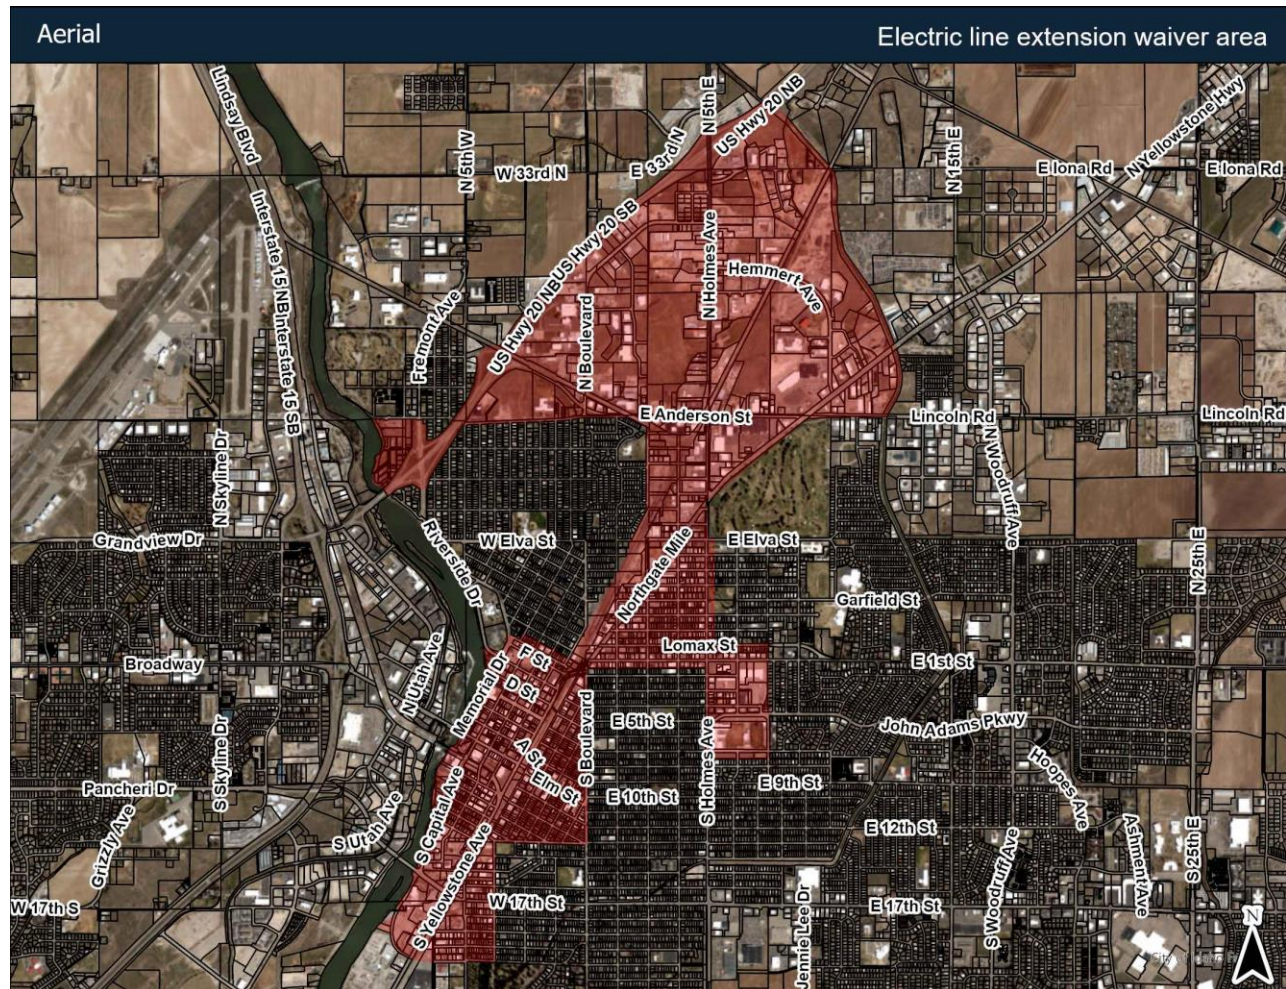 Aerial
Electric line extension waiver area
Lindsay Blvd
N 5th E
US Hwy 20 NB
N Yellowstone Hwy
N 5th W
W 33rd N
E 33rd N
N 15th E
E Iona Rd
E Iona Rd
Interstate 15 NB
Interstate 15 SB
US Hwy 20 SB
US Hwy 20 NB
N Holmes Ave
Hemmert Ave
Fremont Ave
N Boulevard
E Anderson St
Lincoln Rd
Lincoln Rd
N Skyline Dr
N Woodruff Ave
Grandview Dr
Riverside Dr
W Elva St
Northgate Mile
E Elva St
N 25th E
Garfield St
Broadway
N Utah Ave
Memorial Dr
F St
Lomax St
E 1st St
D St
S Skyline Dr
A St
Elm St
S Boulevard
E 5th St
S Holmes Ave
John Adams Pkwy
Hoopes Ave
Pancheri Dr
Grizzly Ave
S Utah Ave
S Capital Ave
E 10th St
E 9th St
E 12th St
Ashment Ave
S 25th E
S Yellowstone Ave
W 17th S
W 17th St
Jennie Lee Dr
E 17th St
S Woodruff Ave
N